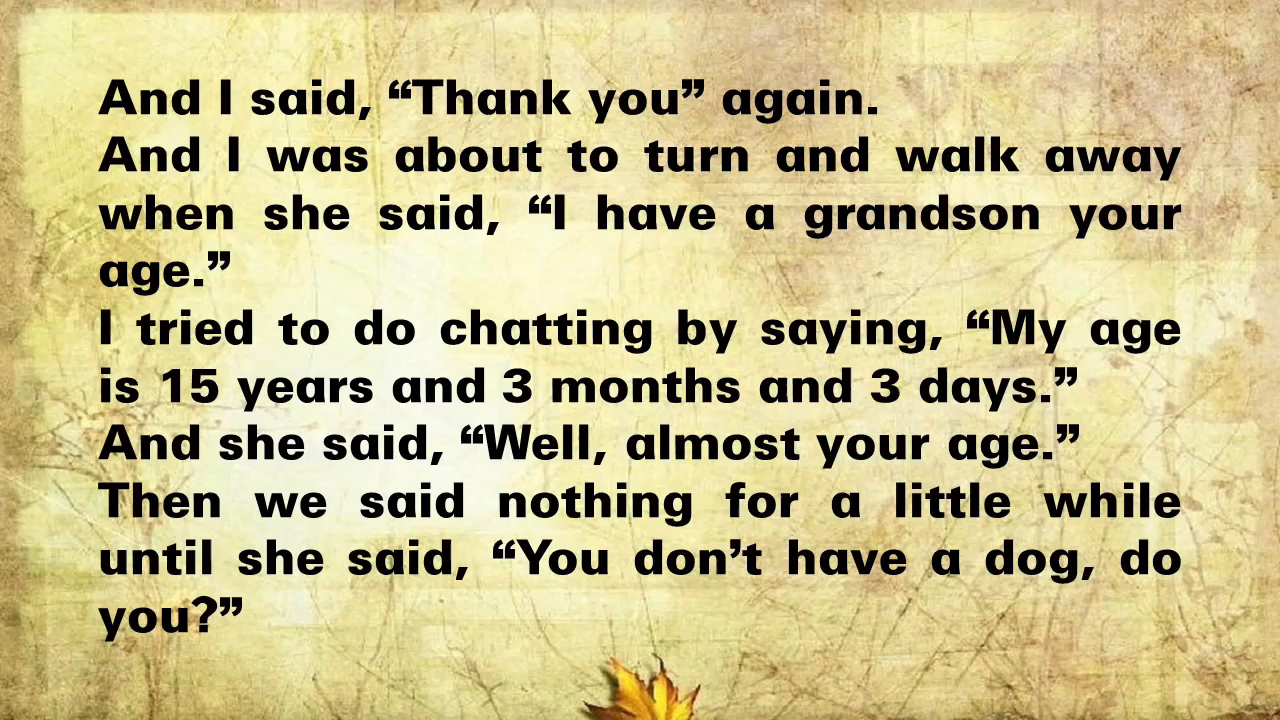 And I said, “Thank you” again.
And I was about to turn and walk away
when she said, “I have a grandson your
age.”
I tried to do chatting by saying, “My age
is 15 years and 3 months and 3 days.”
And she said, “Well, almost your age.”
Then we said nothing for a little while
until she said, “You don’t have a dog, do
you?”